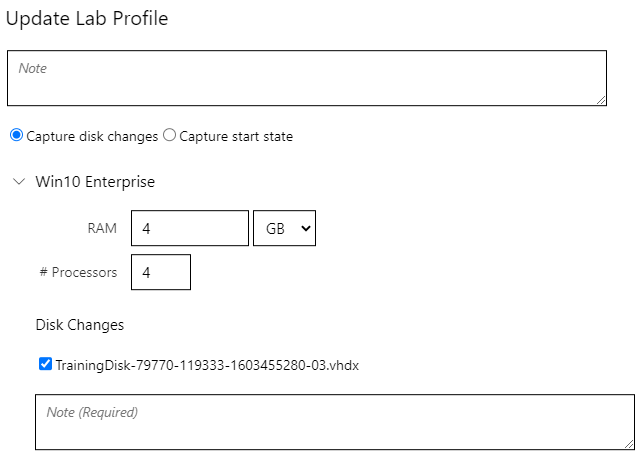 Update Lab Profile
Note
Capture disk changes Capture start state
Win10 Enterprise
RAM 4 GB
# Processors 4
Disk Changes
TrainingDisk-79770-119333-1603455280-03.vhdx
Note (Required)